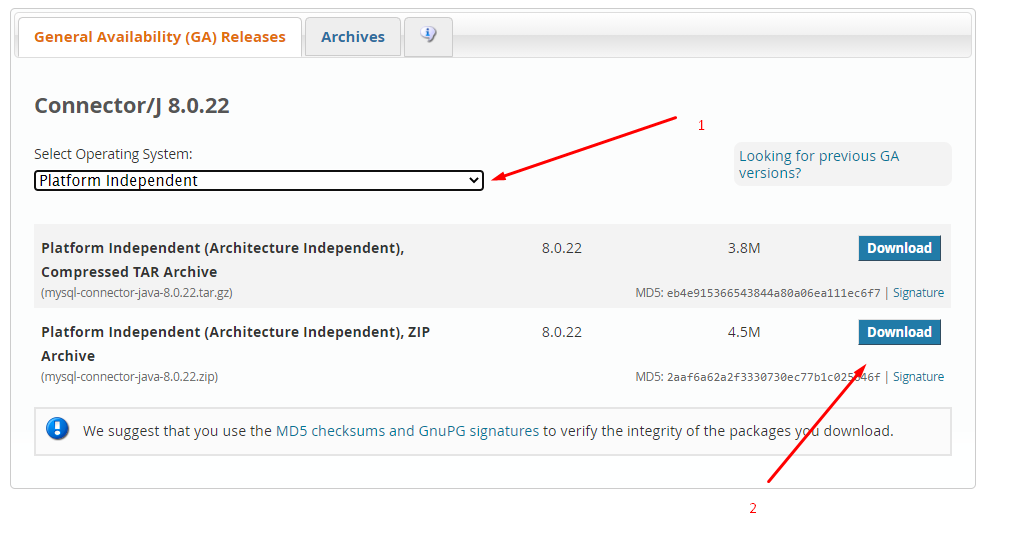 General Availability (GA) Releases
Archives
Connector/J 8.0.22
1
Select Operating System:
Looking for previous GA
versions?
Platform Independent
Platform Independent (Architecture Independent), 8.0.22 3.8M Download
Compressed TAR Archive
(mysql-connector-java-8.0.22.tar.gz) MD5: eb4e915366543844a80a06ea111ec6f7 | Signature
Platform Independent (Architecture Independent), ZIP 8.0.22 4.5M Download
Archive
(mysql-connector-java-8.0.22.zip) MD5: | Signature
We suggest that you use the MD5 checksums and GnuPG signatures to verify the integrity of the packages you download.
2